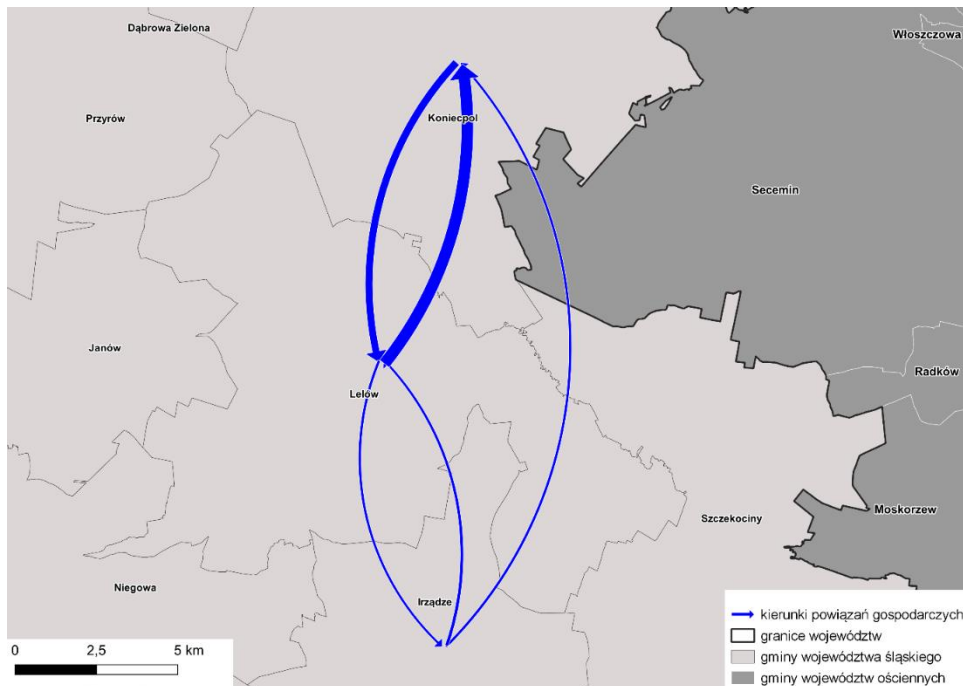 Dąbrowa Zielona
Włoszczowa
Przyrów
Koniecpol
Secemin
Janów
Radków
Lelów
Moskorzew
Szczekociny
Niegowa
Irządze
0 2,5 5 km
kierunki powiązań gospodarczych
granice województw
gminy województwa śląskiego
gminy województw ościennych